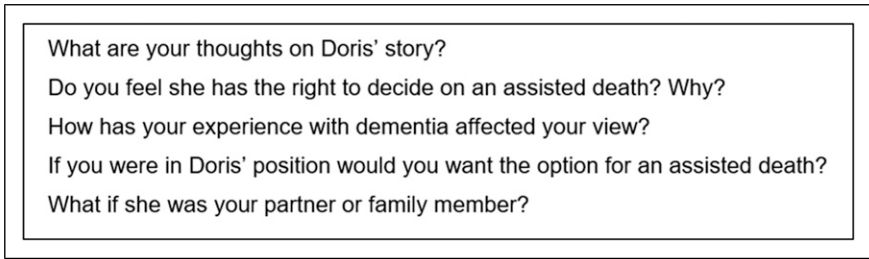 What are your thoughts on Doris’ story?
Do you feel she has the right to decide on an assisted death? Why?
How has your experience with dementia affected your view?
If you were in Doris’ position would you want the option for an assisted death?
What if she was your partner or family member?